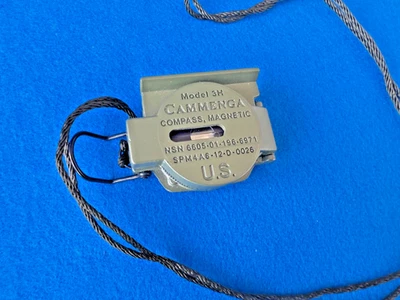 Model 3H
CAMMENGA
COMPASS, MAGNETIC
NSN 6605-01-196-6971
SPM4A6-12-D-0026
U.S.